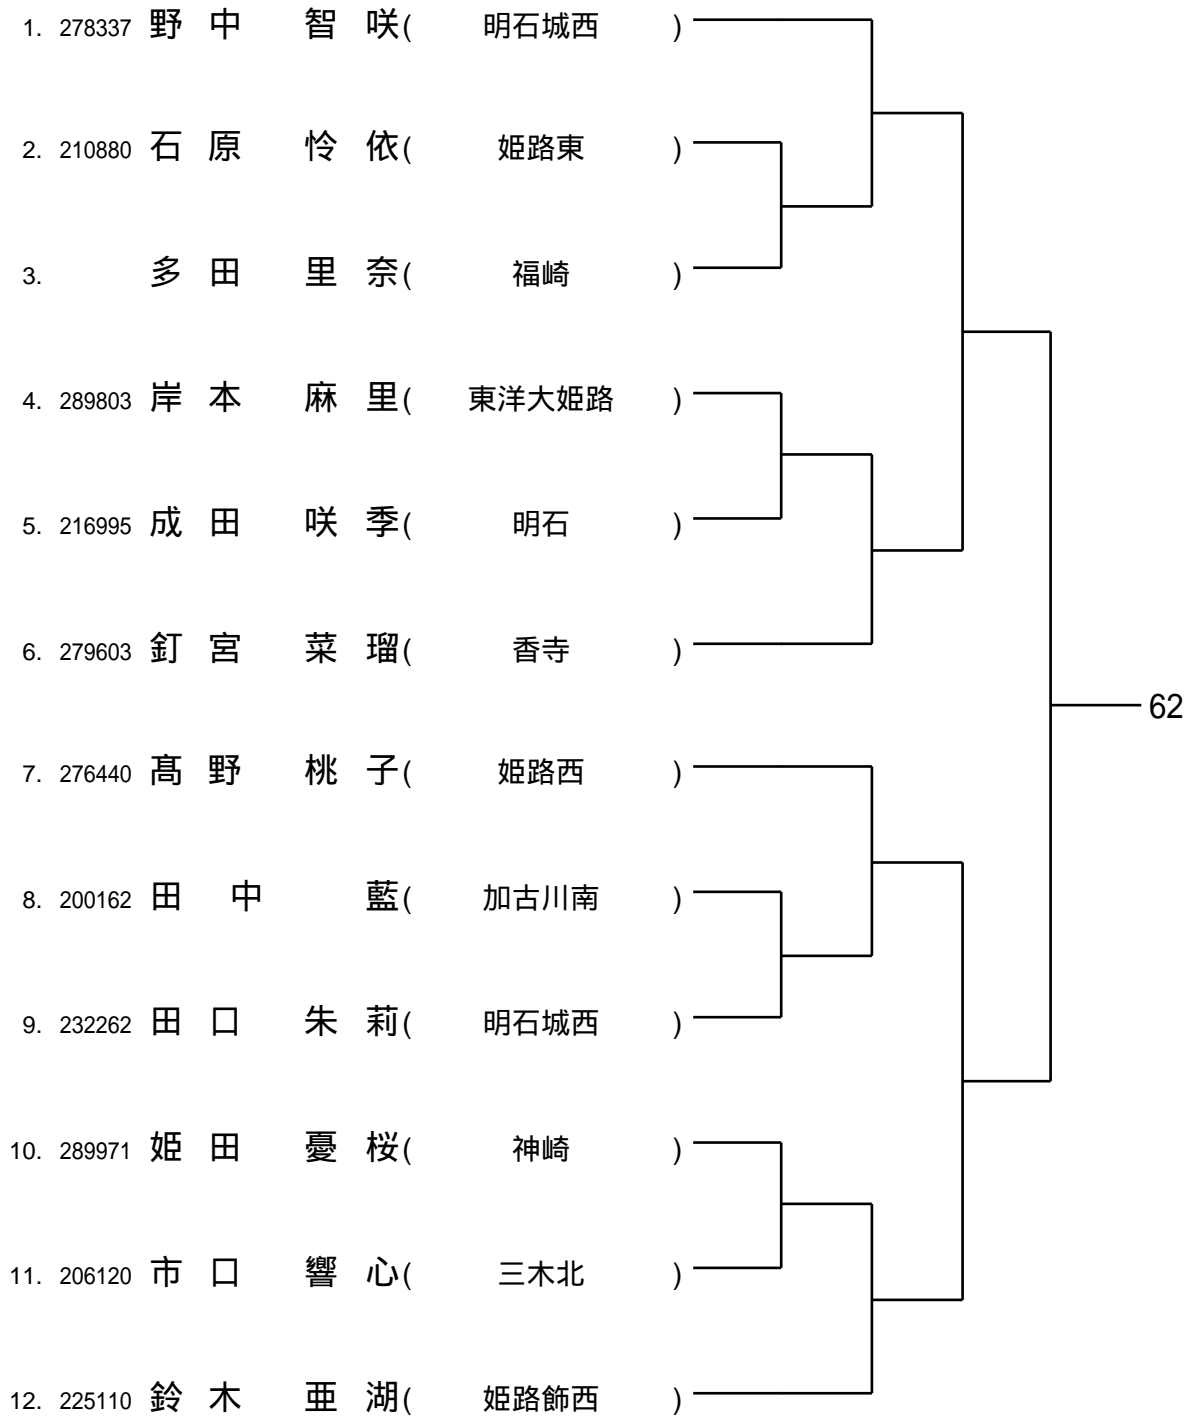 1. 278337 野中 智咲( 明石城西 )
2. 210880 石原 怜依( 姫路東 )
3. 多田 里奈( 福崎 )
4. 289803 岸本 麻里( 東洋大姫路 )
5. 216995 成田 咲季( 明石 )
6. 279603 釘宮 菜瑠( 香寺 )
62
7. 276440 髙野 桃子( 姫路西 )
8. 200162 田中 藍( 加古川南 )
9. 232262 田口 朱莉( 明石城西 )
10. 289971 姫田 憂桜( 神崎 )
11. 206120 市口 響心( 三木北 )
12. 225110 鈴木 亜湖( 姫路飾西 )